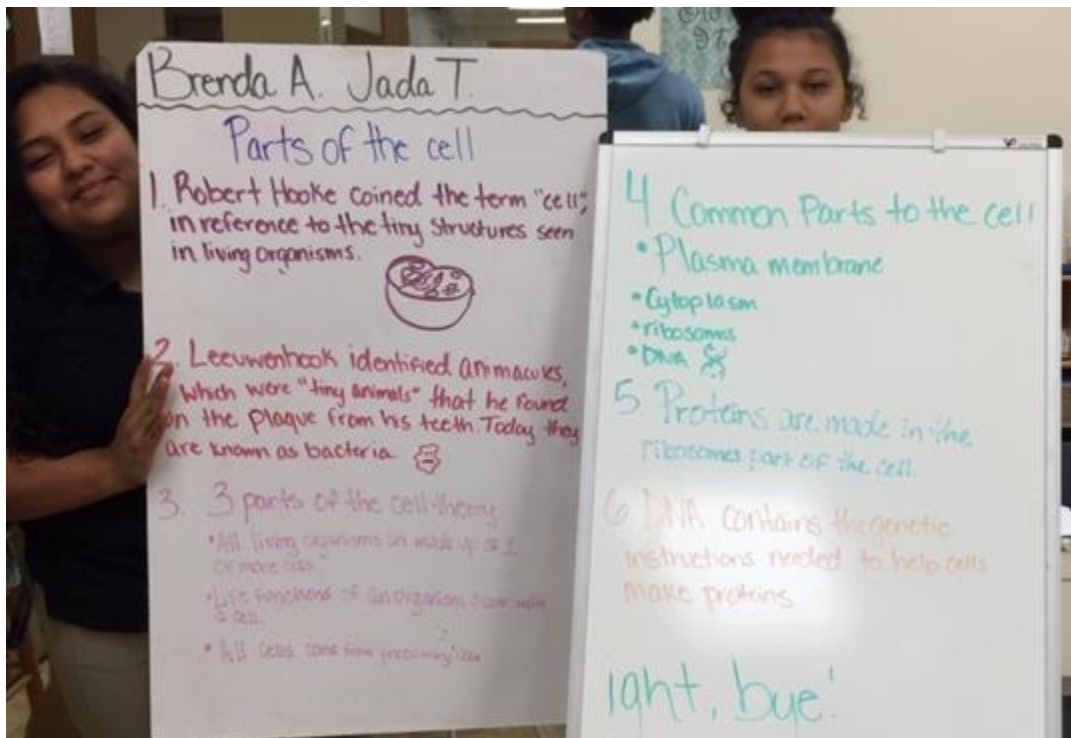 Brenda A. Jada T.
Parts of the cell
1. Robert Hooke coined the term "cell",
in reference to the tiny structures seen
in living organisms.
2. Leeuwenhook identified
which were "tiny animals" that he found
on the plaque from his teeth. Today they
are known as bacteria
3. 3 parts of the cell theory
• All living organisms made up of 1
or more cells.
• Life functions of an organism occur within
a cell.
• All cells come from preexisting
4 Common Parts to the cell
• Plasma membrane
• Cytoplasm
• ribosomes
• DNA
5 Proteins are made in the
ribosomes part of the cell.
6 DNA contains the genetic
instructions needed to help cells
make proteins
ight, bye!